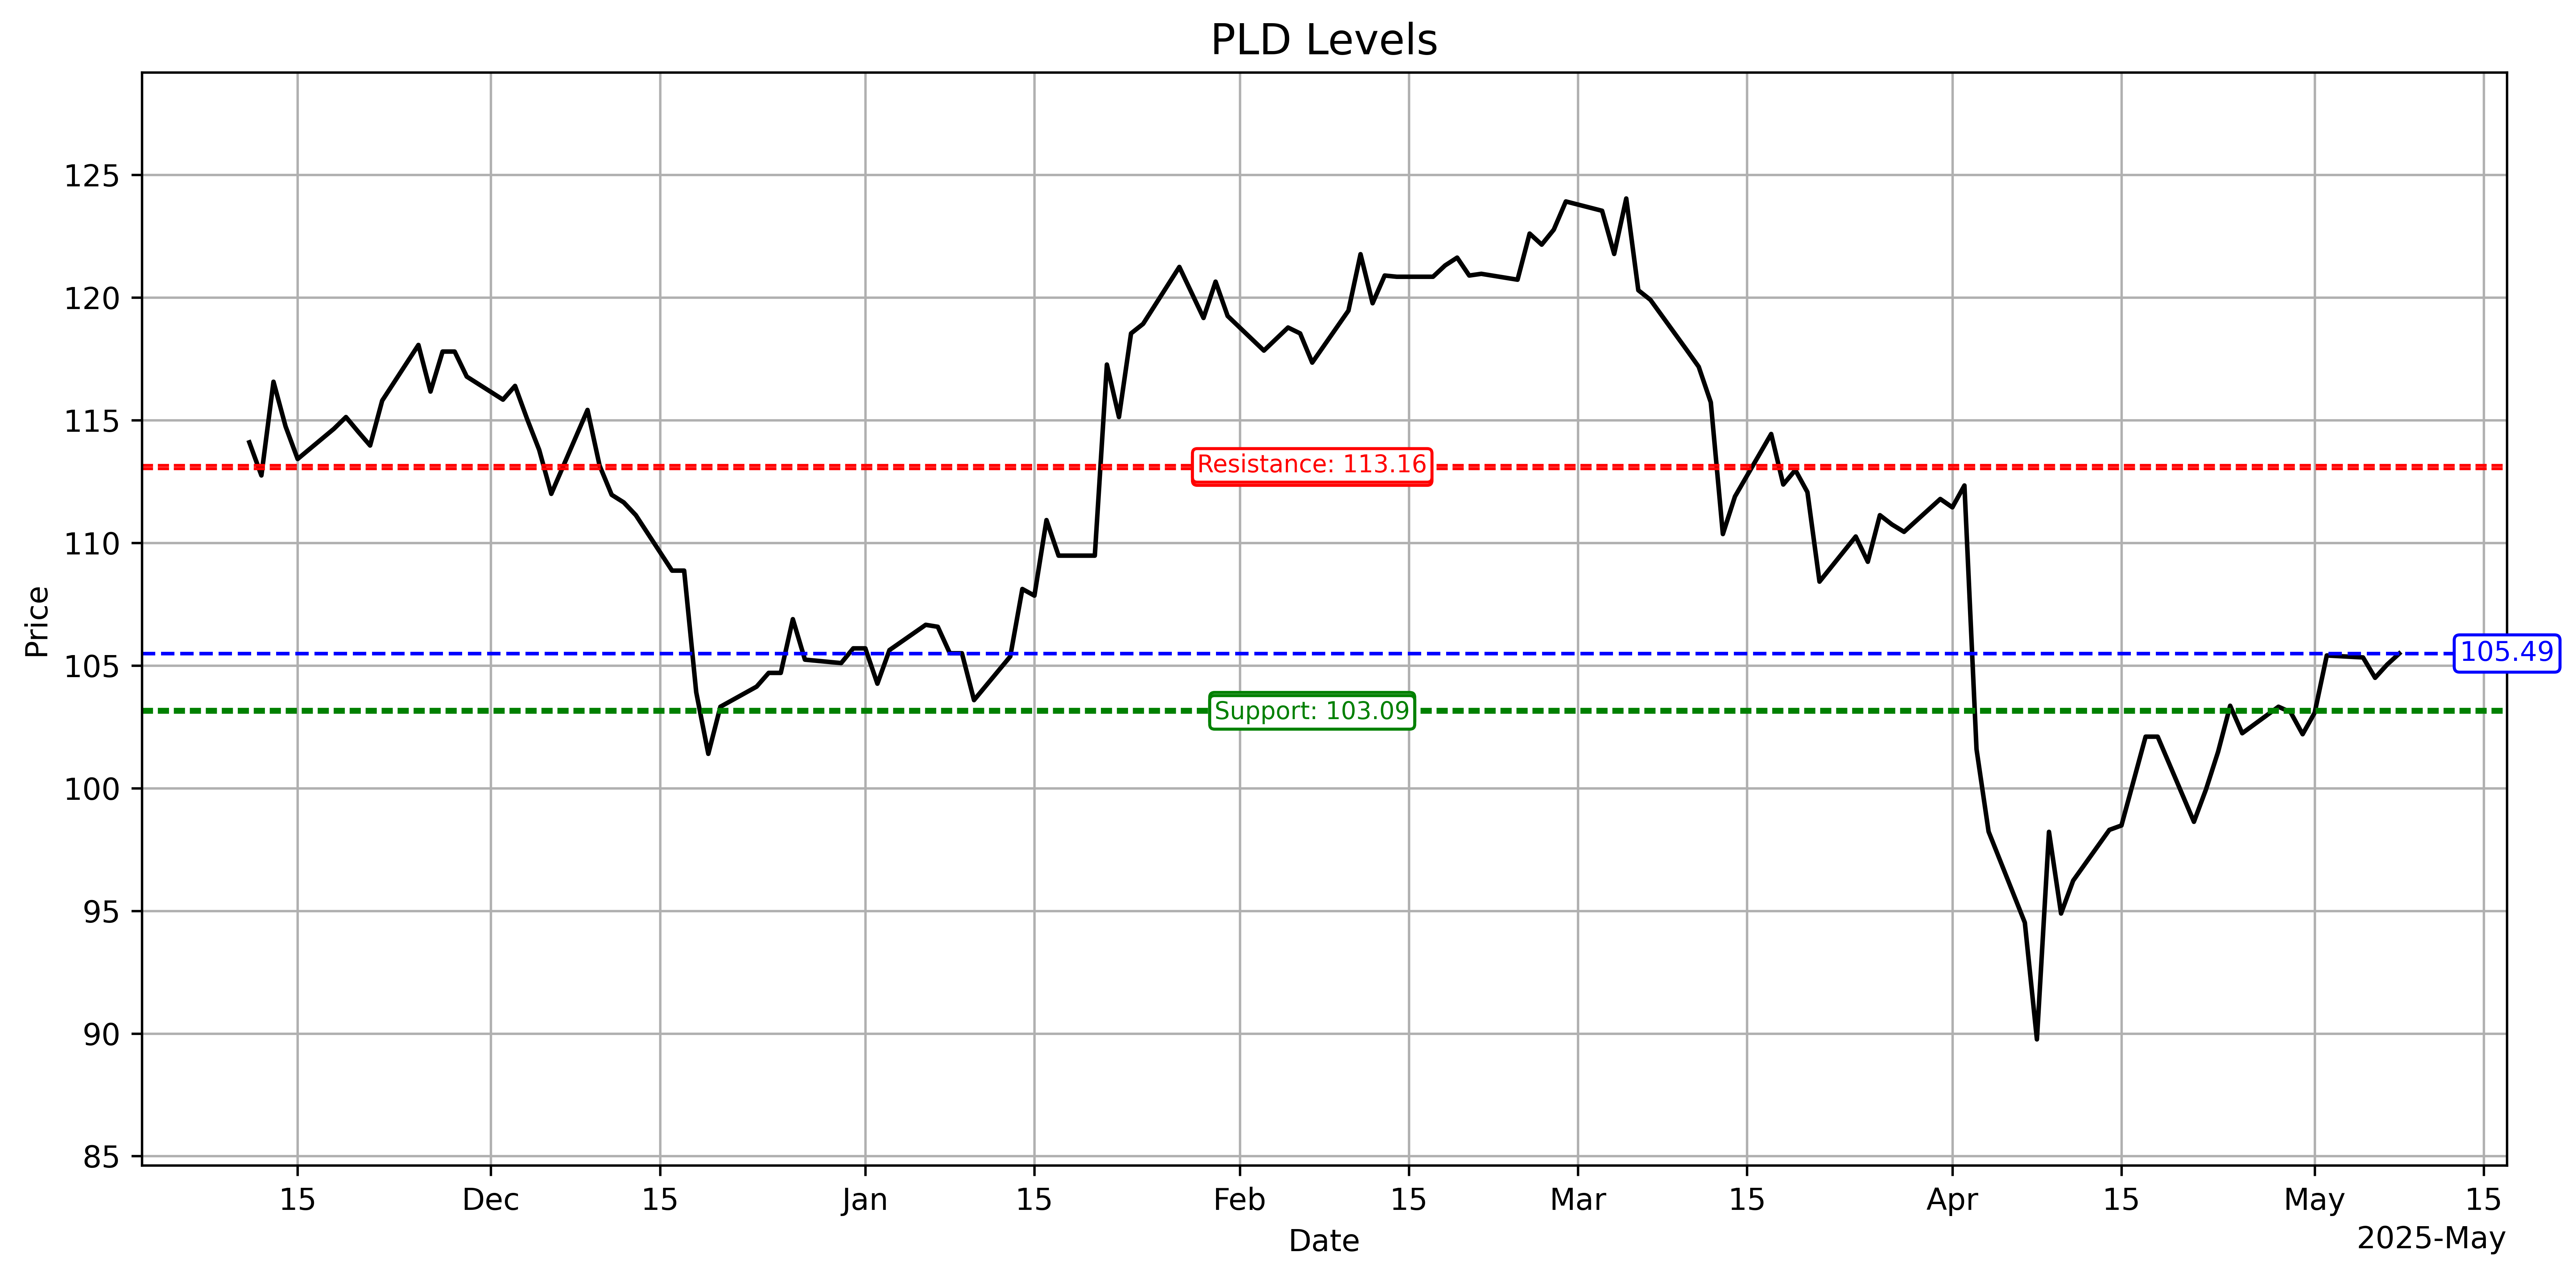 PLD Levels
125
120
115
110
105
100
95
90
85
Price
Resistance: 113.16
105.49
Support: 103.09
15 Dec 15 Jan 15 Feb 15 Mar 15 Apr 15 May 15
Date
2025-May